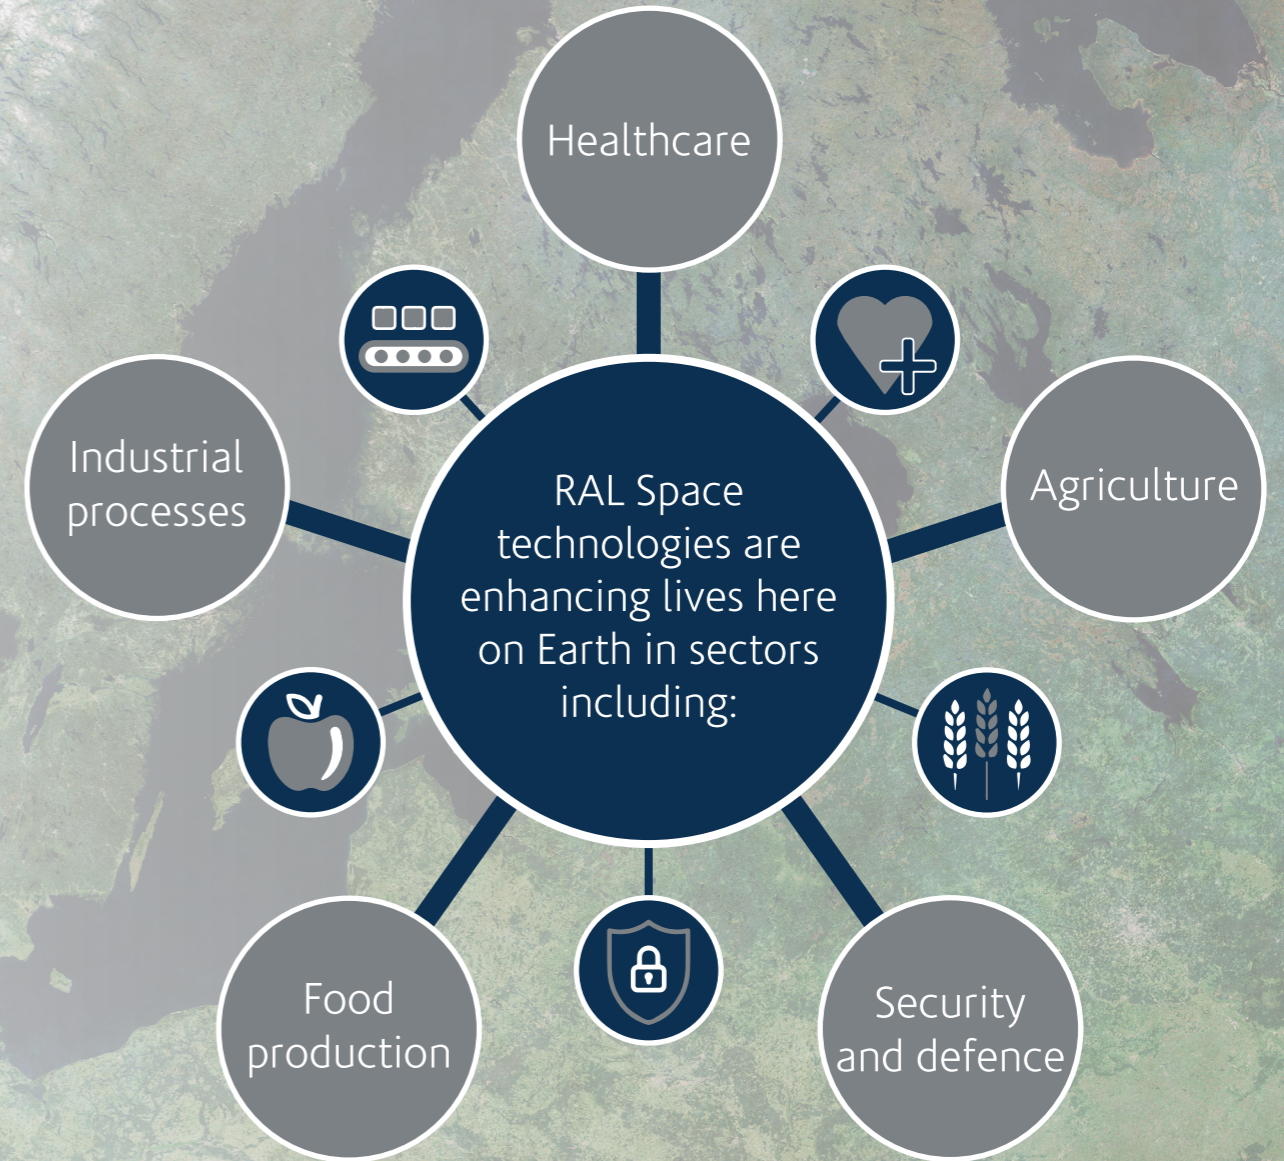 Healthcare
Industrial
processes
Agriculture
RAL Space
technologies are
enhancing lives here
on Earth in sectors
including:
Food
production
Security
and defence